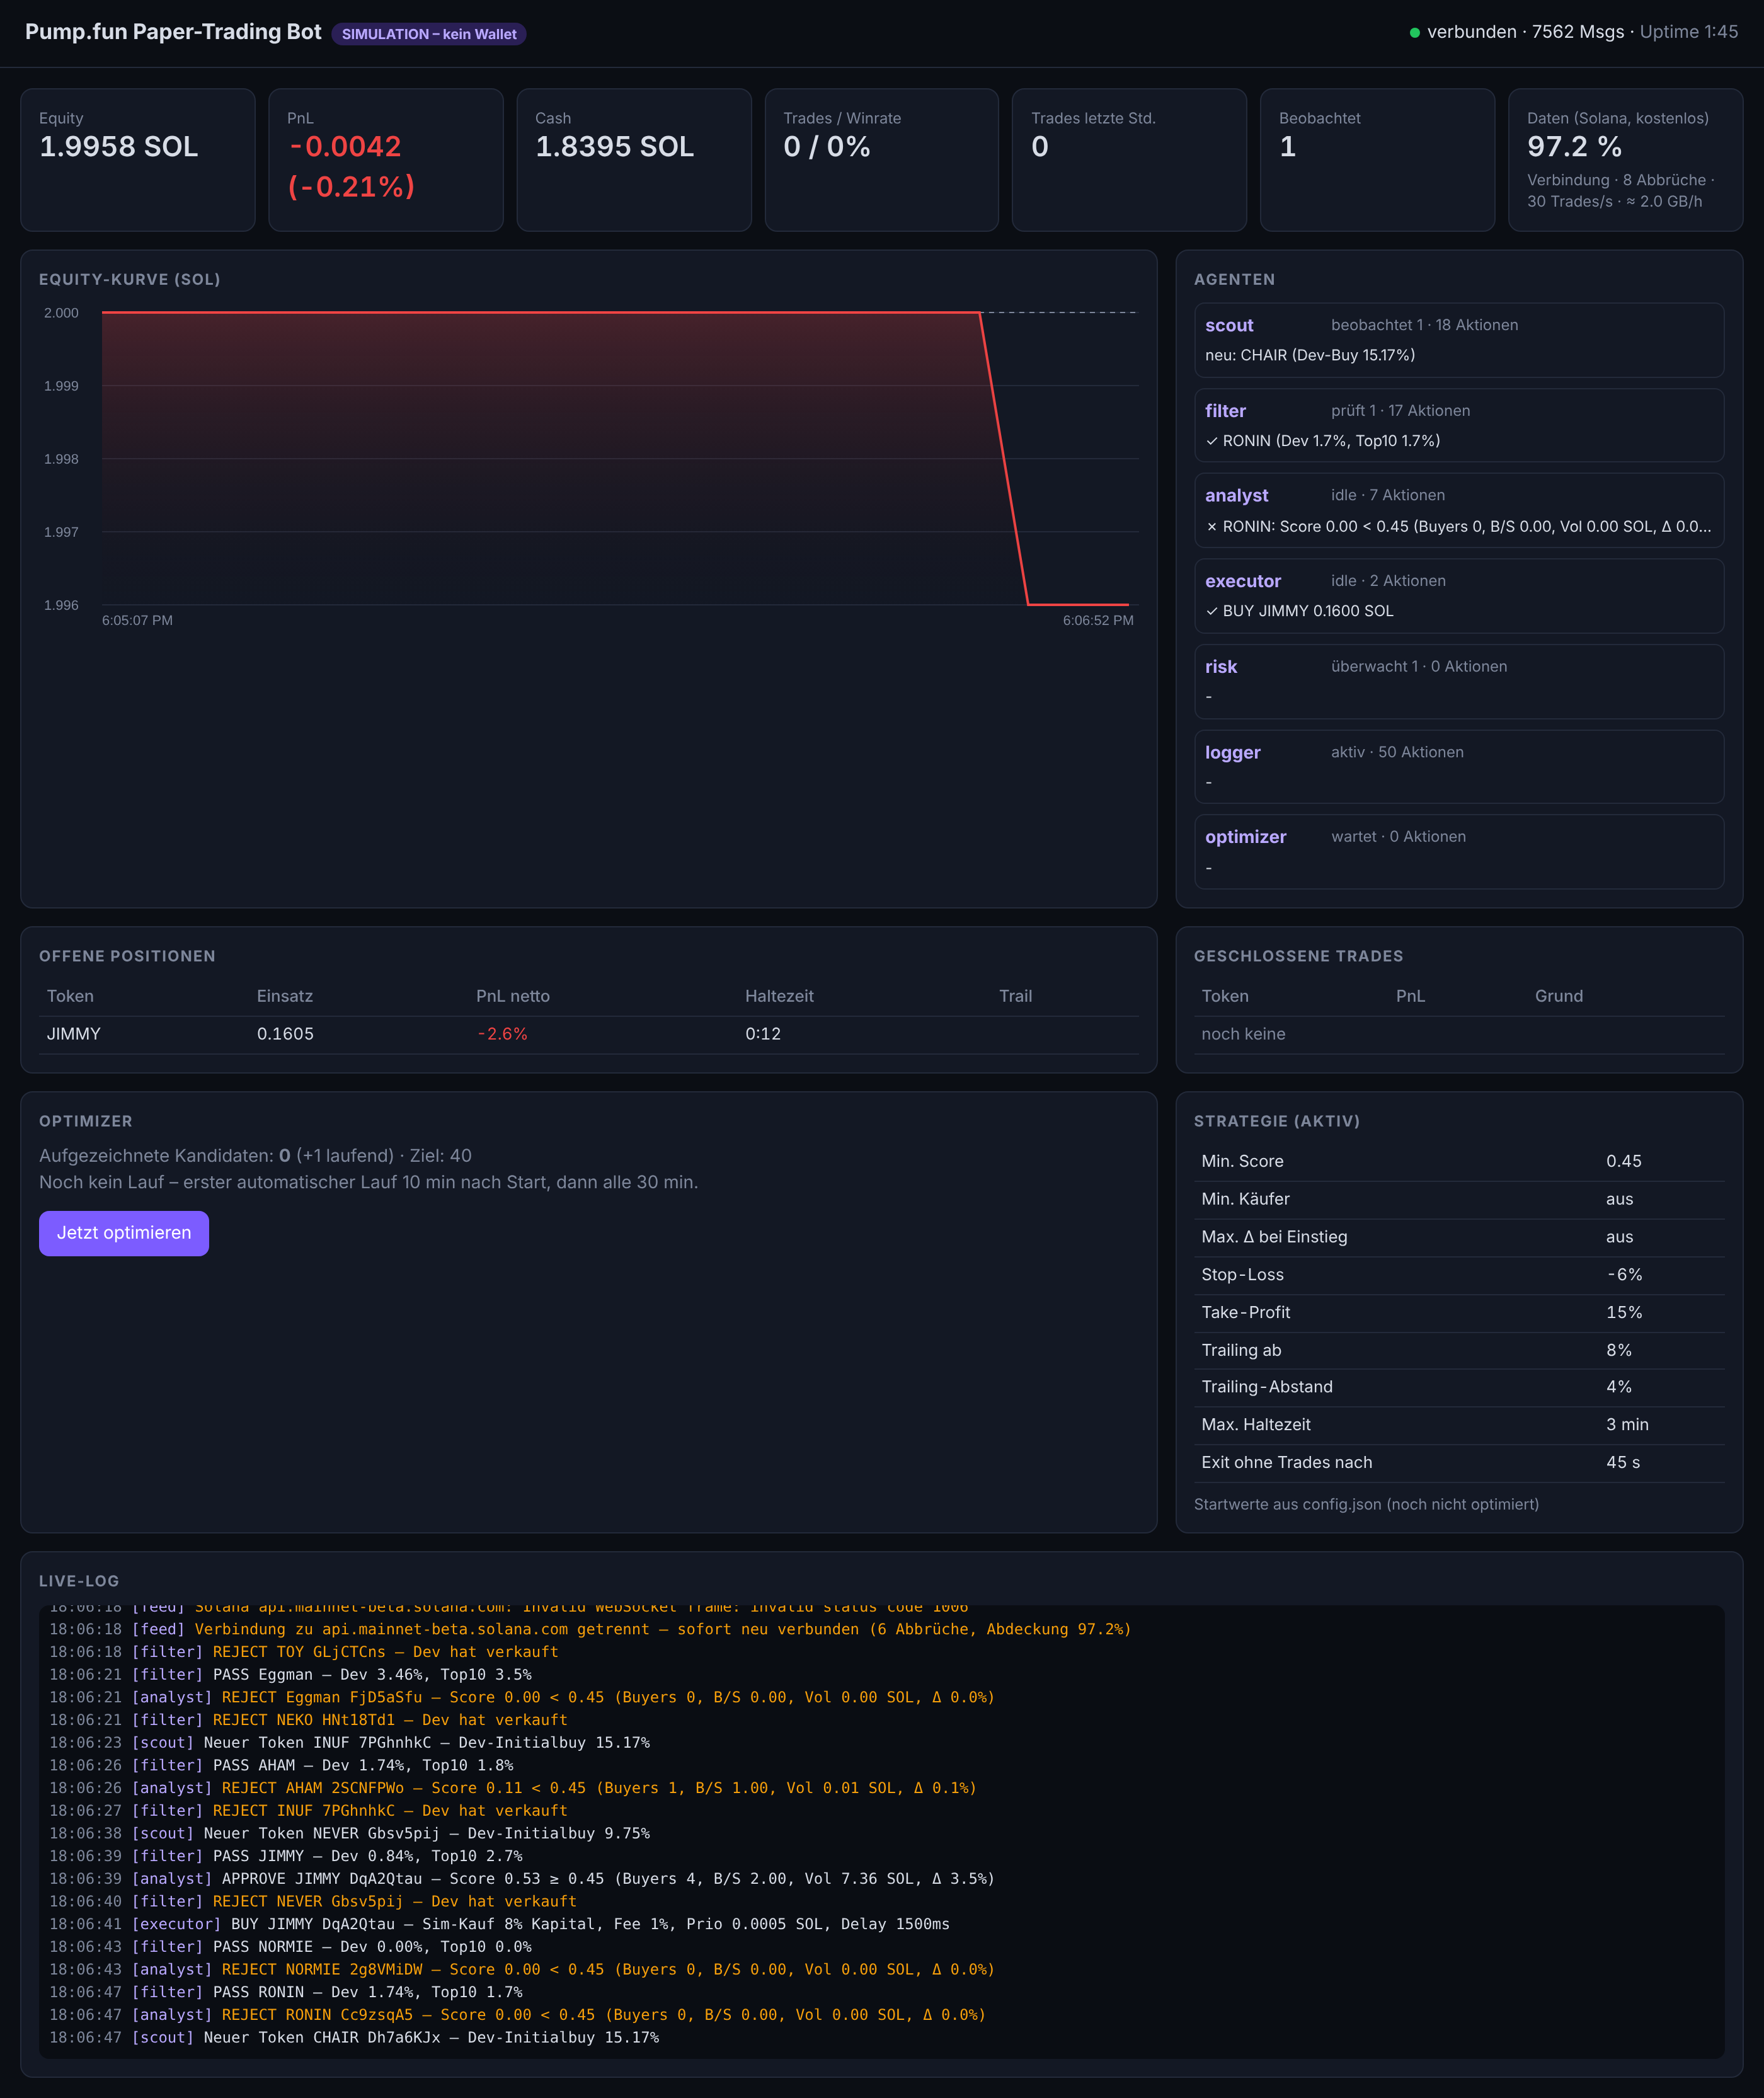 Pump.fun Paper-Trading Bot SIMULATION – kein Wallet
verbunden · 7562 Msgs · Uptime 1:45
Equity
1.9958 SOL
PnL
-0.0042
(-0.21%)
Cash
1.8395 SOL
Trades / Winrate
0 / 0%
Trades letzte Std.
0
Beobachtet
1
Daten (Solana, kostenlos)
97.2 %
Verbindung · 8 Abbrüche ·
30 Trades/s · ≈ 2.0 GB/h
EQUITY-KURVE (SOL)
2.000
1.999
1.998
1.997
1.996
6:05:07 PM
6:06:52 PM
AGENTEN
scout beobachtet 1 · 18 Aktionen
neu: CHAIR (Dev-Buy 15.17%)
filter prüft 1 · 17 Aktionen
✓ RONIN (Dev 1.7%, Top10 1.7%)
analyst idle · 7 Aktionen
× RONIN: Score 0.00 < 0.45 (Buyers 0, B/S 0.00, Vol 0.00 SOL, Δ 0.0...
executor idle · 2 Aktionen
✓ BUY JIMMY 0.1600 SOL
risk überwacht 1 · 0 Aktionen
-
logger aktiv · 50 Aktionen
-
optimizer wartet · 0 Aktionen
-
OFFENE POSITIONEN
Token Einsatz PnL netto Haltezeit Trail
JIMMY 0.1605 -2.6% 0:12
GESCHLOSSENE TRADES
Token PnL Grund
noch keine
OPTIMIZER
Aufgezeichnete Kandidaten: 0 (+1 laufend) · Ziel: 40
Noch kein Lauf – erster automatischer Lauf 10 min nach Start, dann alle 30 min.
Jetzt optimieren
STRATEGIE (AKTIV)
Min. Score 0.45
Min. Käufer aus
Max. Δ bei Einstieg aus
Stop-Loss -6%
Take-Profit 15%
Trailing ab 8%
Trailing-Abstand 4%
Max. Haltezeit 3 min
Exit ohne Trades nach 45 s
Startwerte aus config.json (noch nicht optimiert)
LIVE-LOG
18:06:18 [feed] Solana api.mainnet-beta.solana.com: Invalid WebSocket frame: invalid status code 1006
18:06:18 [feed] Verbindung zu api.mainnet-beta.solana.com getrennt — sofort neu verbunden (6 Abbrüche, Abdeckung 97.2%)
18:06:18 [filter] REJECT TOY GLjCTCns — Dev hat verkauft
18:06:21 [filter] PASS Eggman — Dev 3.46%, Top10 3.5%
18:06:21 [analyst] REJECT Eggman FjD5aSfu — Score 0.00 < 0.45 (Buyers 0, B/S 0.00, Vol 0.00 SOL, Δ 0.0%)
18:06:21 [filter] REJECT NEKO HNt18Td1 — Dev hat verkauft
18:06:23 [scout] Neuer Token INUF 7PGhnhkC — Dev-Initialbuy 15.17%
18:06:26 [filter] PASS AHAM — Dev 1.74%, Top10 1.8%
18:06:26 [analyst] REJECT AHAM 2SCNFPWo — Score 0.11 < 0.45 (Buyers 1, B/S 1.00, Vol 0.01 SOL, Δ 0.1%)
18:06:27 [filter] REJECT INUF 7PGhnhkC — Dev hat verkauft
18:06:38 [scout] Neuer Token NEVER Gbsv5pij — Dev-Initialbuy 9.75%
18:06:39 [filter] PASS JIMMY — Dev 0.84%, Top10 2.7%
18:06:39 [analyst] APPROVE JIMMY DqA2Qtau — Score 0.53 ≥ 0.45 (Buyers 4, B/S 2.00, Vol 7.36 SOL, Δ 3.5%)
18:06:40 [filter] REJECT NEVER Gbsv5pij — Dev hat verkauft
18:06:41 [executor] BUY JIMMY DqA2Qtau — Sim-Kauf 8% Kapital, Fee 1%, Prio 0.0005 SOL, Delay 1500ms
18:06:43 [filter] PASS NORMIE — Dev 0.00%, Top10 0.0%
18:06:43 [analyst] REJECT NORMIE 2g8VMiDW — Score 0.00 < 0.45 (Buyers 0, B/S 0.00, Vol 0.00 SOL, Δ 0.0%)
18:06:47 [filter] PASS RONIN — Dev 1.74%, Top10 1.7%
18:06:47 [analyst] REJECT RONIN Cc9zsqA5 — Score 0.00 < 0.45 (Buyers 0, B/S 0.00, Vol 0.00 SOL, Δ 0.0%)
18:06:47 [scout] Neuer Token CHAIR Dh7a6KJx — Dev-Initialbuy 15.17%